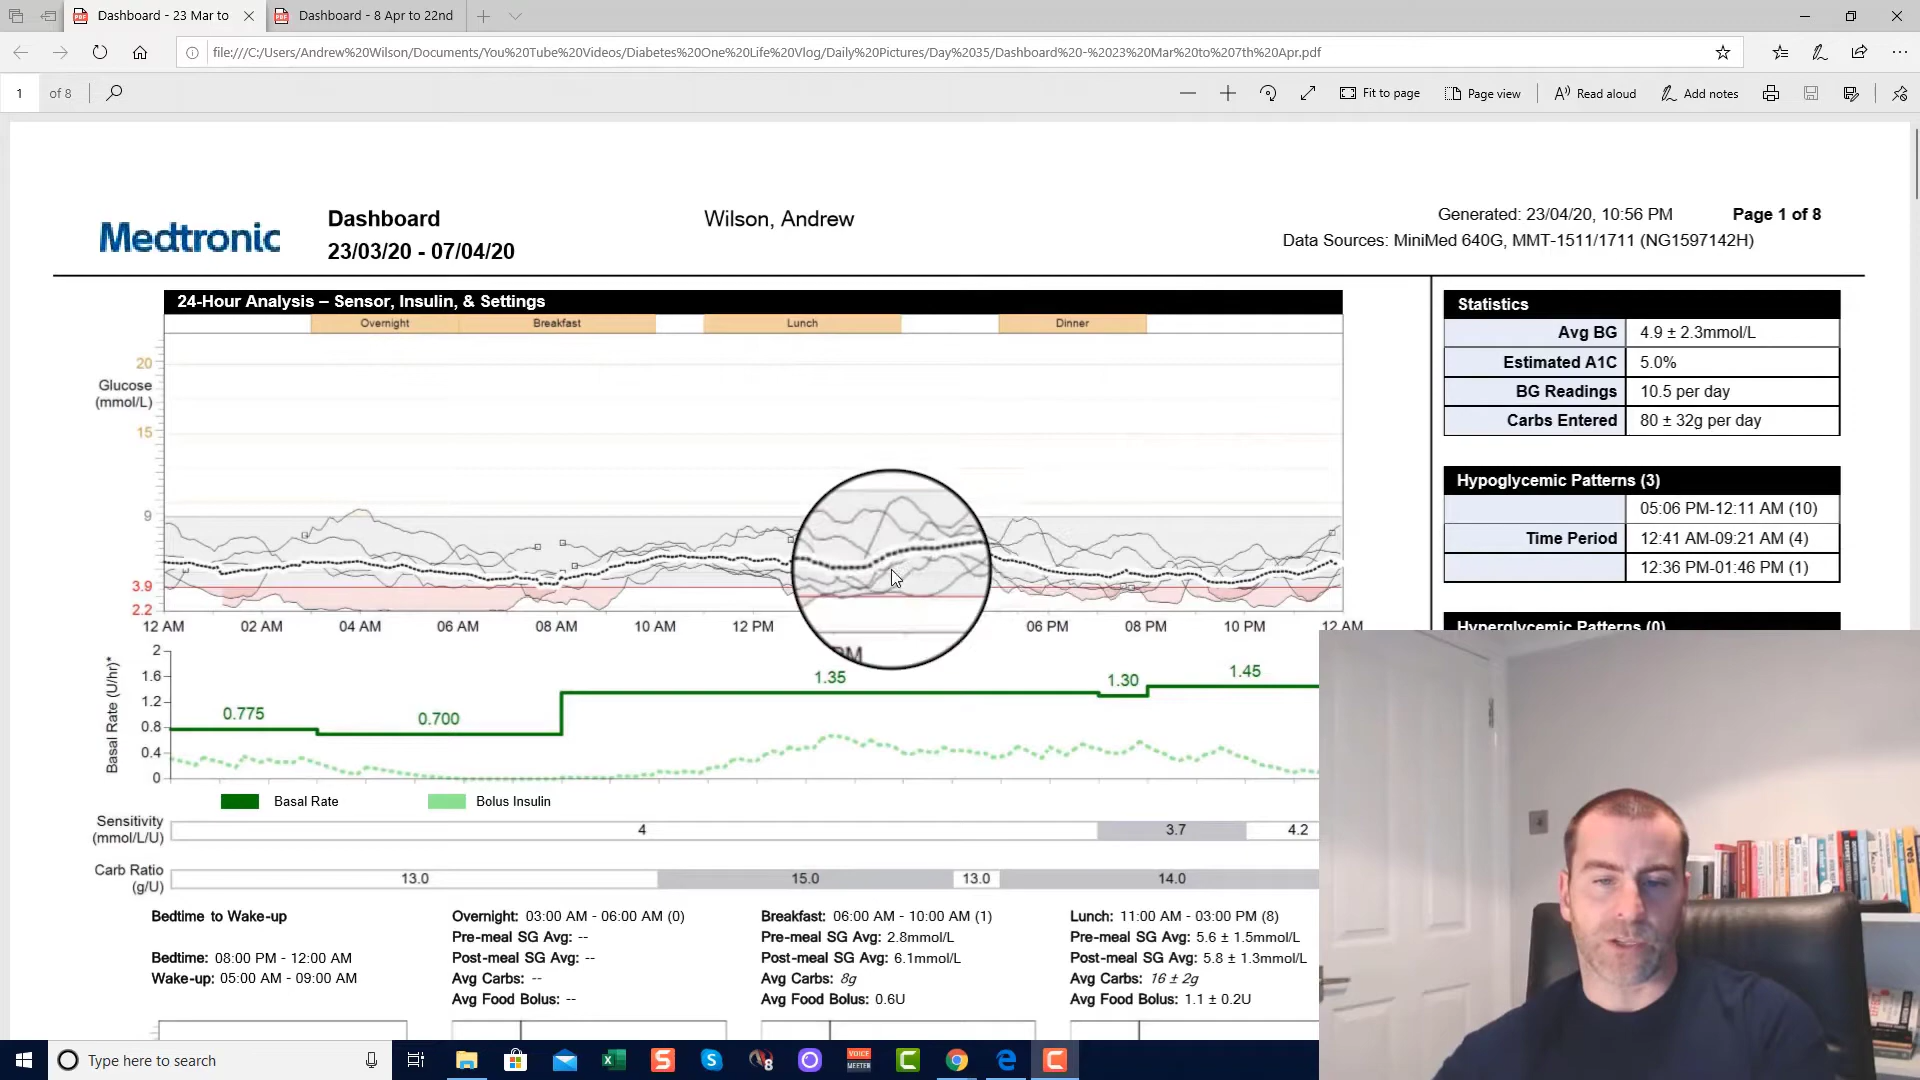 Dashboard - 23 Mar to
Dashboard - 8 Apr to 22nd
file:///C:/Users/Andrew%20Wilson/Documents/You%20Tube%20Videos/Diabetes%20One%20Life%20Vlog/Daily%20Pictures/Day%2035/Dashboard%20-%2023%20Mar%20to%207th%20Apr.pdf
1 of 8
Fit to page
Page view
Read aloud
Add notes
Medtronic
Dashboard
23/03/20 - 07/04/20
Wilson, Andrew
Generated: 23/04/20, 10:56 PM
Page 1 of 8
Data Sources: MiniMed 640G, MMT-1511/1711 (NG1597142H)
24-Hour Analysis – Sensor, Insulin, & Settings
Overnight Breakfast Lunch Dinner
20
Glucose
(mmol/L)
15
9
3.9
2.2
12 AM 02 AM 04 AM 06 AM 08 AM 10 AM 12 PM PM 06 PM 08 PM 10 PM 12 AM
Statistics
Avg BG 4.9 ± 2.3mmol/L
Estimated A1C 5.0%
BG Readings 10.5 per day
Carbs Entered 80 ± 32g per day
Hypoglycemic Patterns (3)
05:06 PM-12:11 AM (10)
Time Period 12:41 AM-09:21 AM (4)
12:36 PM-01:46 PM (1)
Hyperglycemic Patterns (0)
Basal Rate (U/hr)*
2
1.6
1.2
0.8
0.4
0
0.775 0.700 1.35 1.30 1.45
Basal Rate Bolus Insulin
Sensitivity
(mmol/L/U)
4 3.7 4.2
Carb Ratio
(g/U)
13.0 15.0 13.0 14.0
Bedtime to Wake-up
Bedtime: 08:00 PM - 12:00 AM
Wake-up: 05:00 AM - 09:00 AM
Overnight: 03:00 AM - 06:00 AM (0)
Pre-meal SG Avg: --
Post-meal SG Avg: --
Avg Carbs: --
Avg Food Bolus: --
Breakfast: 06:00 AM - 10:00 AM (1)
Pre-meal SG Avg: 2.8mmol/L
Post-meal SG Avg: 6.1mmol/L
Avg Carbs: 8g
Avg Food Bolus: 0.6U
Lunch: 11:00 AM - 03:00 PM (8)
Pre-meal SG Avg: 5.6 ± 1.5mmol/L
Post-meal SG Avg: 5.8 ± 1.3mmol/L
Avg Carbs: 16 ± 2g
Avg Food Bolus: 1.1 ± 0.2U
Type here to search
VOICE
MEETER